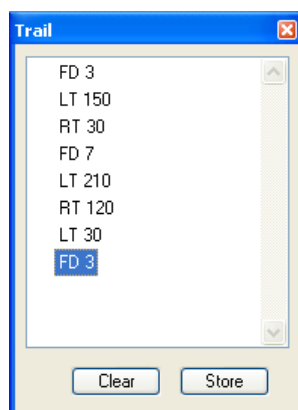 Trail
FD 3
LT 150
RT 30
FD 7
LT 210
RT 120
LT 30
FD 3
Clear Store